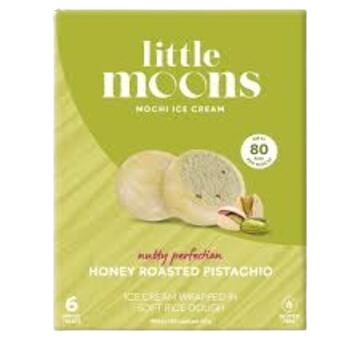 little
moons
MOCHI ICE CREAM
80
nutty perfection
HONEY ROASTED PISTACHIO
6
ICE CREAM WRAPPED IN
SOFT RICE DOUGH